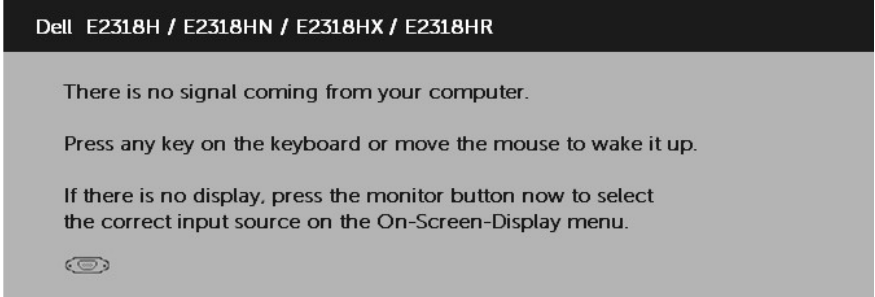 Dell E2318H / E2318HN / E2318HX / E2318HR
There is no signal coming from your computer.
Press any key on the keyboard or move the mouse to wake it up.
If there is no display, press the monitor button now to select
the correct input source on the On-Screen-Display menu.